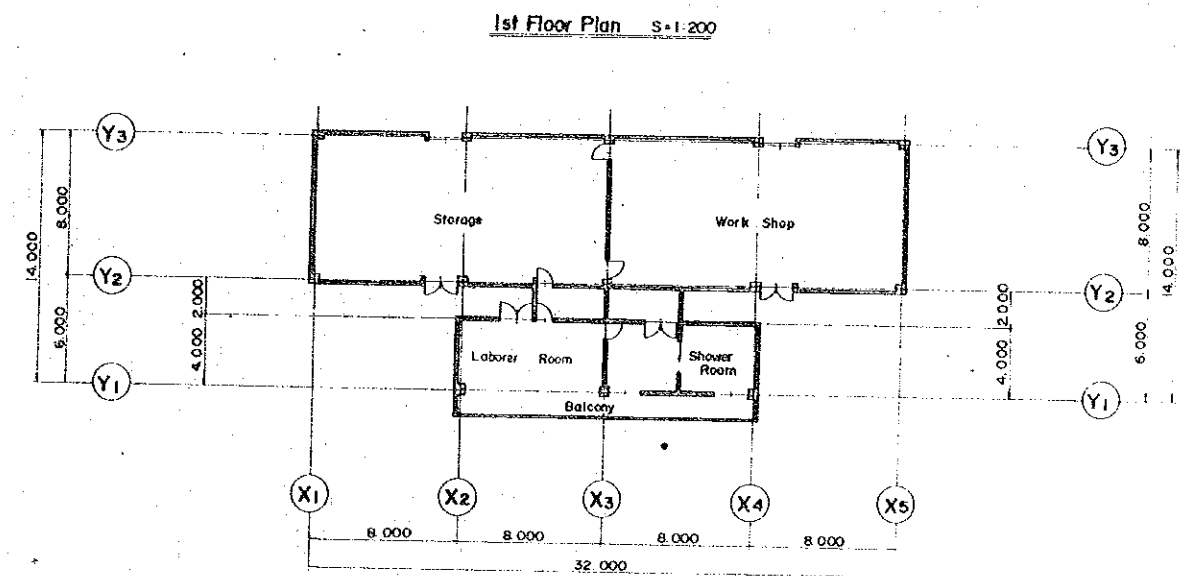 1st Floor Plan S=1:200
Y3
Y3
8.000
14.000
Storage
Work Shop
8.000
14.000
Y2
Y2
2.000
6.000
2.000
6.000
4.000
Laborer Room
Shower
Room
4.000
Y1
Balcony
Y1
X1
X2
X3
X4
X5
8.000
8.000
8.000
8.000
32.000